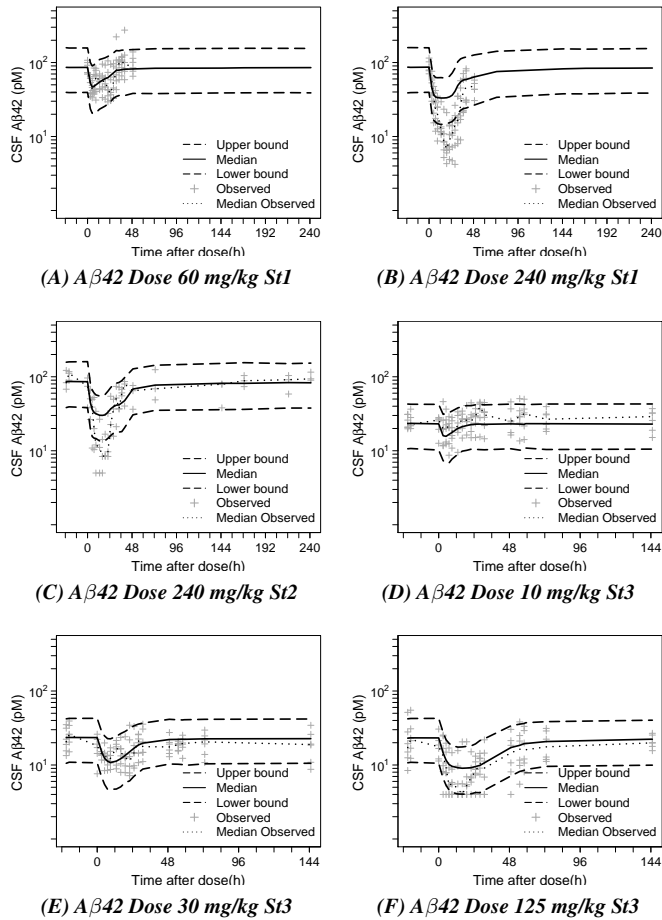 CSF Aβ42 (pM)
10²
10¹
Upper bound
Median
Lower bound
Observed
Median Observed
0 48 96 144 192 240
Time after dose(h)
(A) Aβ42 Dose 60 mg/kg St1
CSF Aβ42 (pM)
10²
10¹
Upper bound
Median
Lower bound
Observed
Median Observed
0 48 96 144 192 240
Time after dose(h)
(B) Aβ42 Dose 240 mg/kg St1
CSF Aβ42 (pM)
10²
10¹
Upper bound
Median
Lower bound
Observed
Median Observed
0 48 96 144 192 240
Time after dose(h)
(C) Aβ42 Dose 240 mg/kg St2
CSF Aβ42 (pM)
10²
10¹
Upper bound
Median
Lower bound
Observed
Median Observed
0 48 96 144
Time after dose(h)
(D) Aβ42 Dose 10 mg/kg St3
CSF Aβ42 (pM)
10²
10¹
Upper bound
Median
Lower bound
Observed
Median Observed
0 48 96 144
Time after dose(h)
(E) Aβ42 Dose 30 mg/kg St3
CSF Aβ42 (pM)
10²
10¹
Upper bound
Median
Lower bound
Observed
Median Observed
0 48 96 144
Time after dose(h)
(F) Aβ42 Dose 125 mg/kg St3